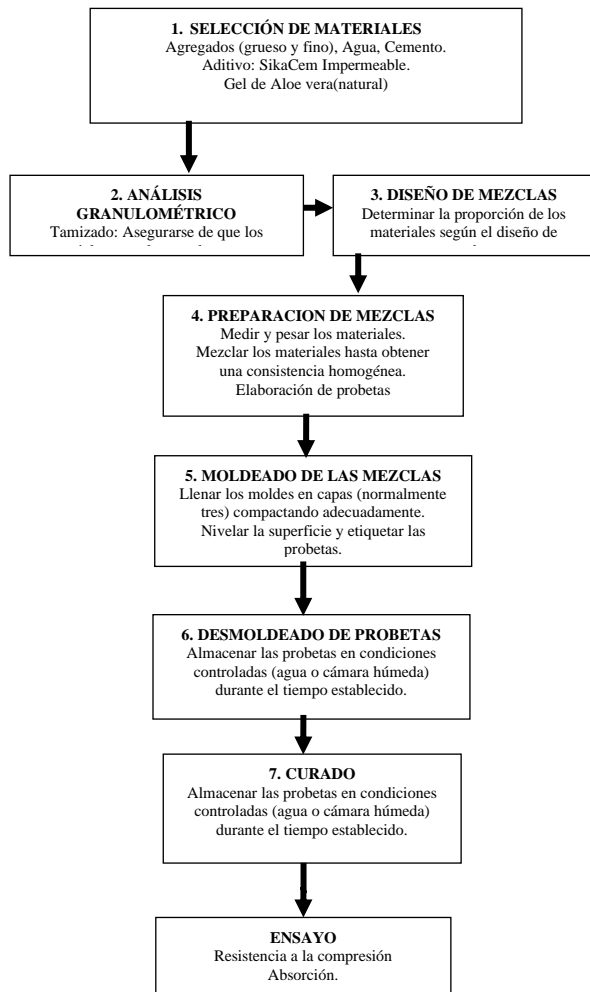 1. SELECCIÓN DE MATERIALES
Agregados (grueso y fino), Agua, Cemento.
Aditivo: SikaCem Impermeable.
Gel de Aloe vera(natural)
2. ANÁLISIS
GRANULOMÉTRICO
Tamizado: Asegurarse de que los
3. DISEÑO DE MEZCLAS
Determinar la proporción de los
materiales según el diseño de
4. PREPARACION DE MEZCLAS
Medir y pesar los materiales.
Mezclar los materiales hasta obtener
una consistencia homogénea.
Elaboración de probetas
5. MOLDEADO DE LAS MEZCLAS
Llenar los moldes en capas (normalmente
tres) compactando adecuadamente.
Nivelar la superficie y etiquetar las
probetas.
6. DESMOLDEADO DE PROBETAS
Almacenar las probetas en condiciones
controladas (agua o cámara húmeda)
durante el tiempo establecido.
7. CURADO
Almacenar las probetas en condiciones
controladas (agua o cámara húmeda)
durante el tiempo establecido.
ENSAYO
Resistencia a la compresión
Absorción.